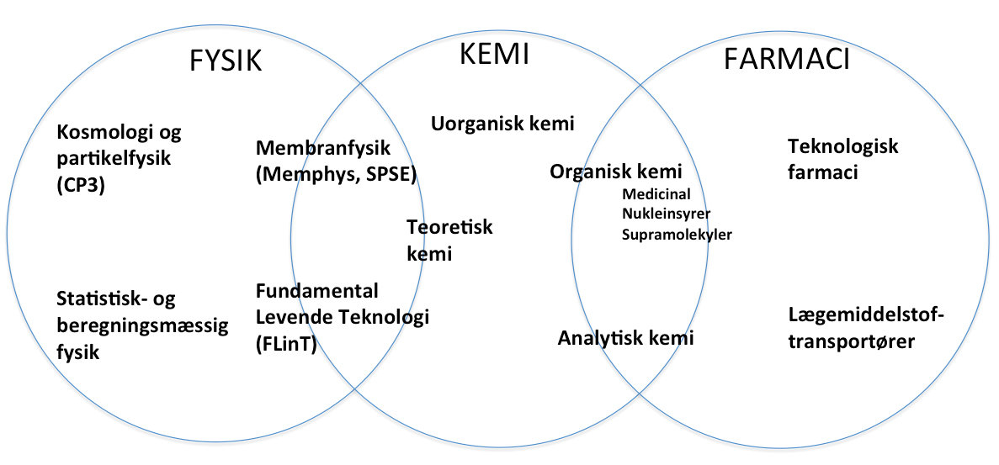 FYSIK
KEMI
FARMACI
Kosmologi og
partikelfysik
(CP3)
Statistisk- og
beregningsmæssig
fysik
Membranfysik
(Memphys, SPSE)
Fundamental
Levende Teknologi
(FLinT)
Uorganisk kemi
Teoretisk
kemi
Organisk kemi
Medicinal
Nukleinsyrer
Supramolekyler
Analytisk kemi
Teknologisk
farmaci
Lægemiddelstof-
transportører